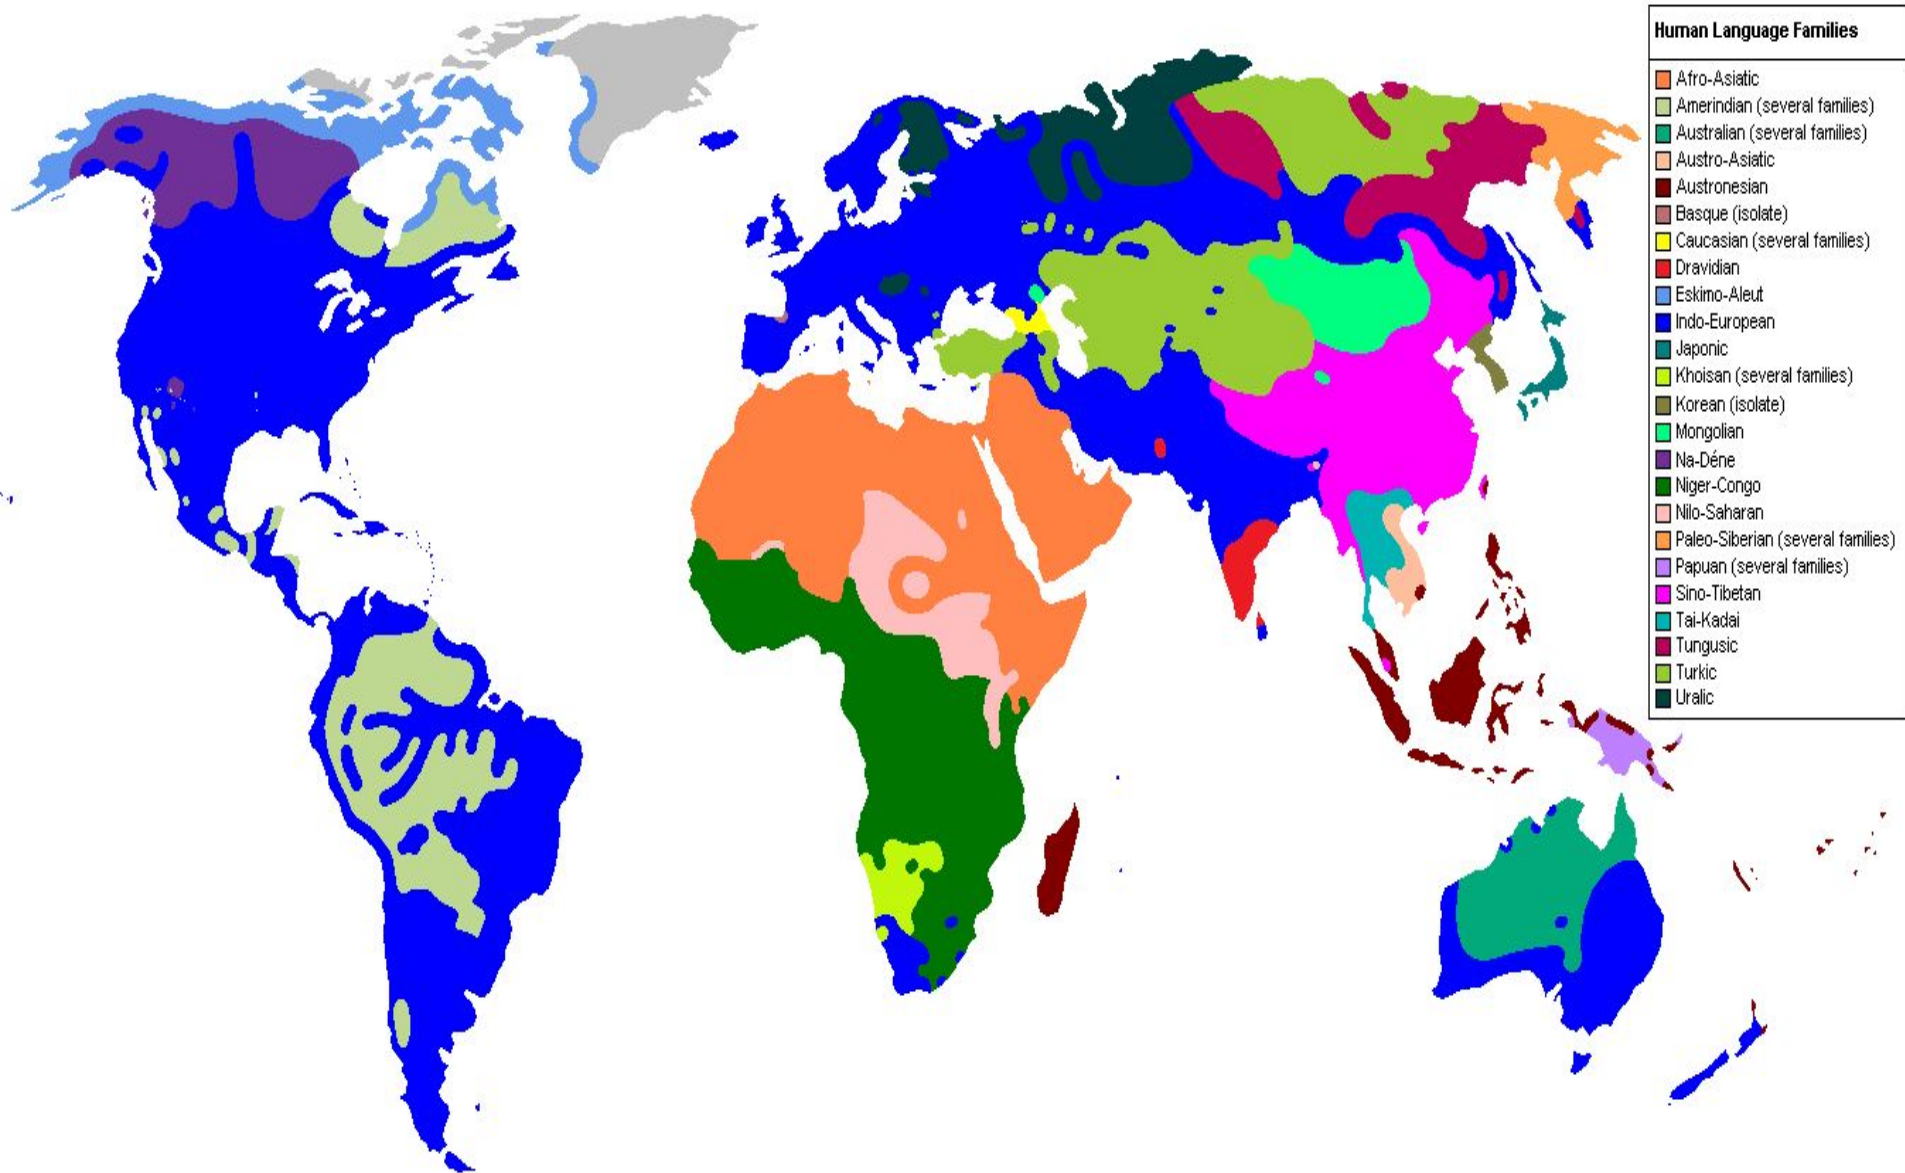 Human Language Families
Afro-Asiatic
Amerindian (several families)
Australian (several families)
Austro-Asiatic
Austronesian
Basque (isolate)
Caucasian (several families)
Dravidian
Eskimo-Aleut
Indo-European
Japonic
Khoisan (several families)
Korean (isolate)
Mongolian
Na-Déne
Niger-Congo
Nilo-Saharan
Paleo-Siberian (several families)
Papuan (several families)
Sino-Tibetan
Tai-Kadai
Tungusic
Turkic
Uralic